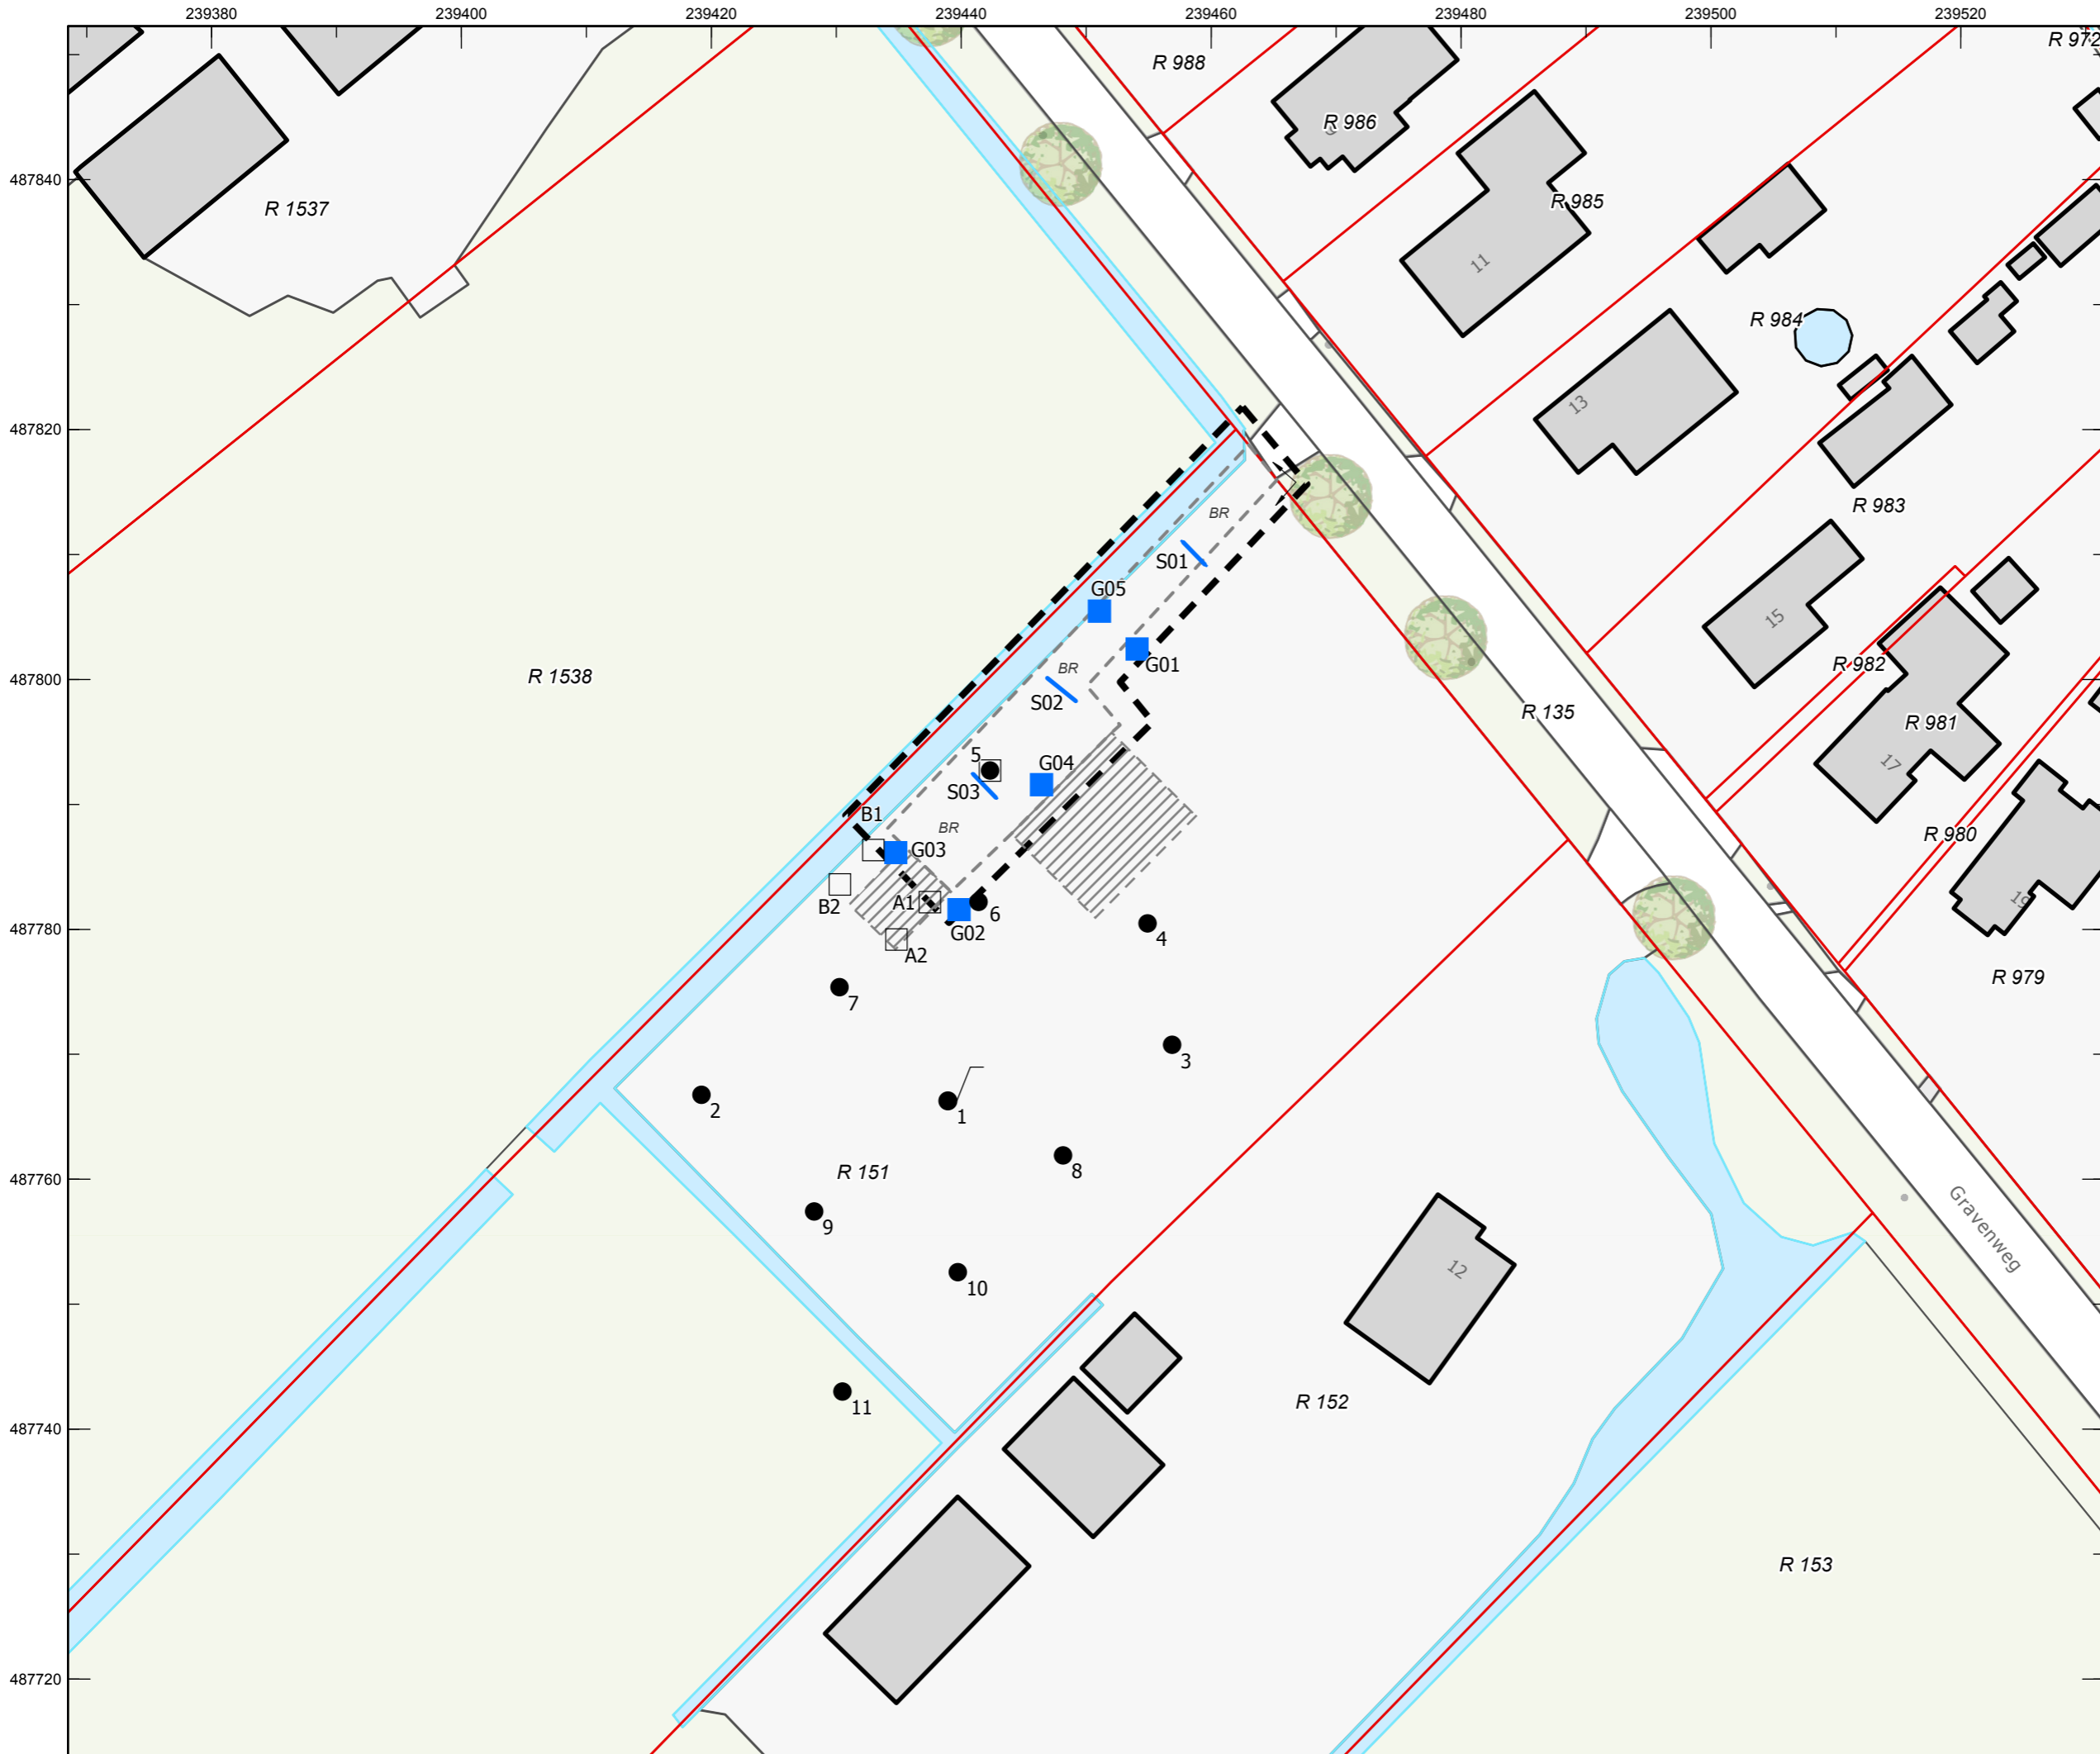 239380 239400 239420 239440 239460 239480 239500 239520
R 972
R 988
R 986
487840
R 985
R 1537
11
R 984
13
487820
R 983
BR
S01
G05
15
R 1538
487800
BR
G01
R 982
S02
R 135
R 981
5
G04
17
S03
B1
BR
R 980
G03
B2
A1
6
19
487780
G02
4
A2
R 979
7
3
2
1
R 151
8
487760
9
Gravenweg
12
10
R 152
11
487740
R 153
487720